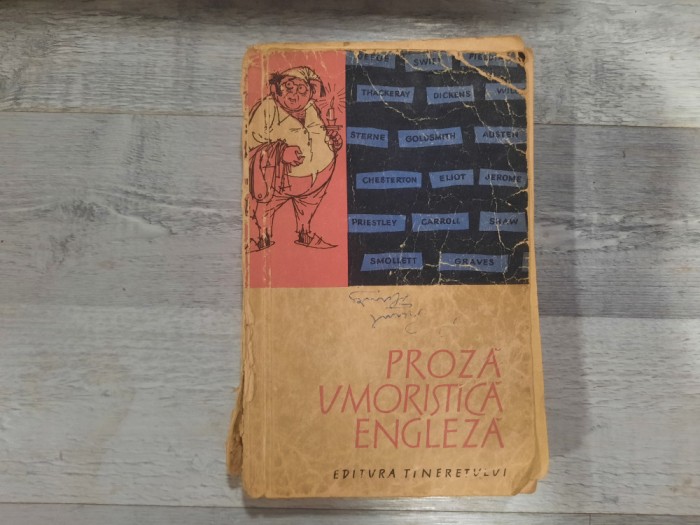 SWIFT
THACKERAY DICKENS
STERNE GOLDSMITH AUSTEN
CHESTERTON ELIOT JEROME
PRIESTLEY CARROLL SHAW
SMOLLETT GRAVES
PROZĂ
UMORISTICĂ
ENGLEZĂ
EDITURA TINERETULUI